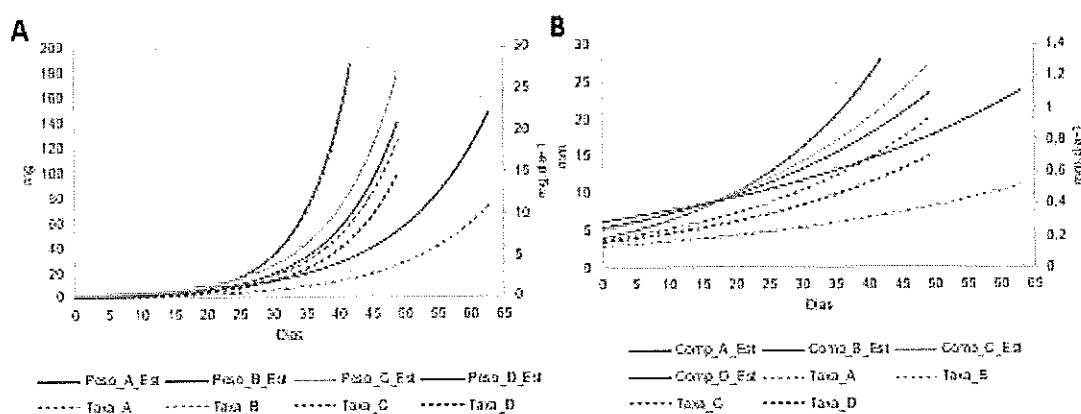 A
B
200
180
160
140
120
100
80
60
40
20
0
mg
30
25
20
15
10
5
0
0 5 10 15 20 25 30 35 40 45 50 55 60 65
Dias
Peso_A_Est Peso_B_Est Peso_C_Est Peso_D_Est
Taxa_A Taxa_B Taxa_C Taxa_D
30
25
20
15
10
5
0
mm
1,4
1,2
1
0,8
0,6
0,4
0,2
0
0 5 10 15 20 25 30 35 40 45 50 55 60 65
Dias
Comp_A_Est Comp_B_Est Comp_C_Est
Comp_D_Est Taxa_A Taxa_B
Taxa_C Taxa_D